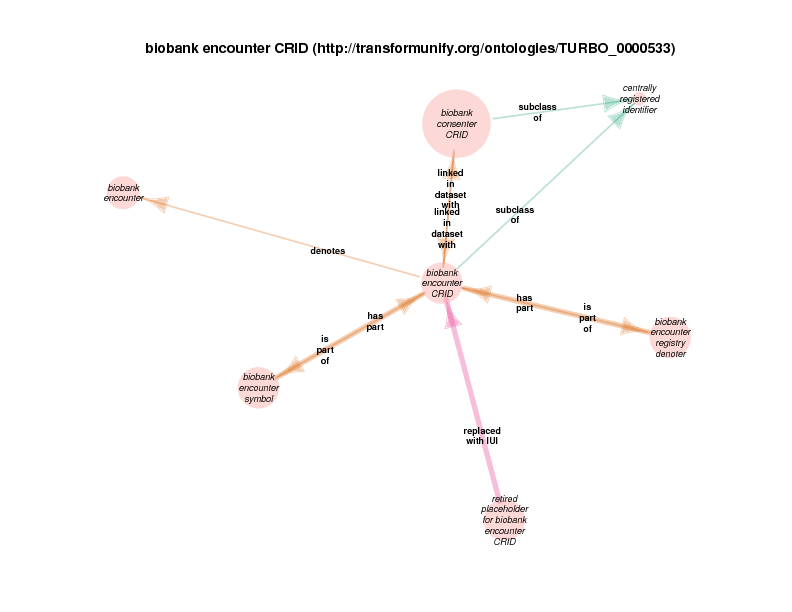 biobank encounter CRID (http://transformunify.org/ontologies/TURBO_0000533)
centrally
registered
identifier
biobank
consenter
CRID
subclass
of
linked
in
dataset
with
linked
in
dataset
with
subclass
of
biobank
encounter
denotes
biobank
encounter
CRID
has
part
is
part
of
has
part
is
part
of
biobank
encounter
registry
denoter
biobank
encounter
symbol
replaced
with IUI
retired
placeholder
for biobank
encounter
CRID